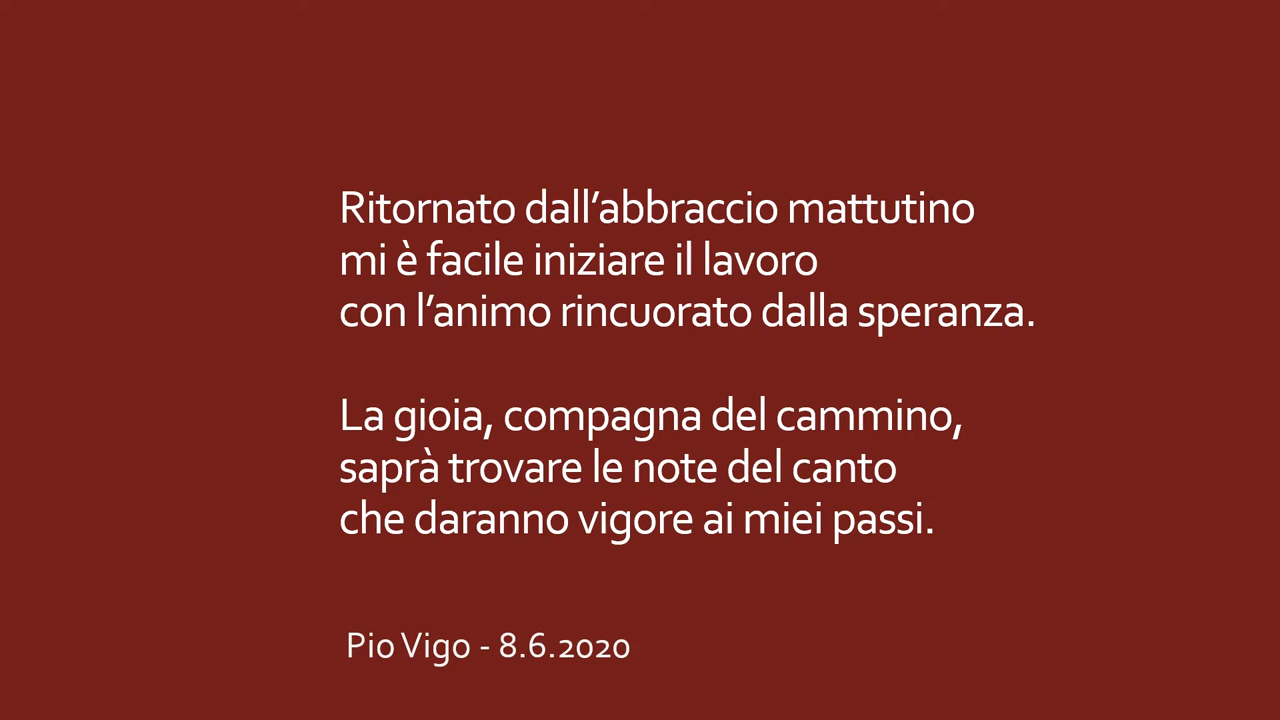 Ritornato dall’abbraccio mattutino
mi è facile iniziare il lavoro
con l’animo rincuorato dalla speranza.
La gioia, compagna del cammino,
saprà trovare le note del canto
che daranno vigore ai miei passi.
Pio Vigo - 8.6.2020